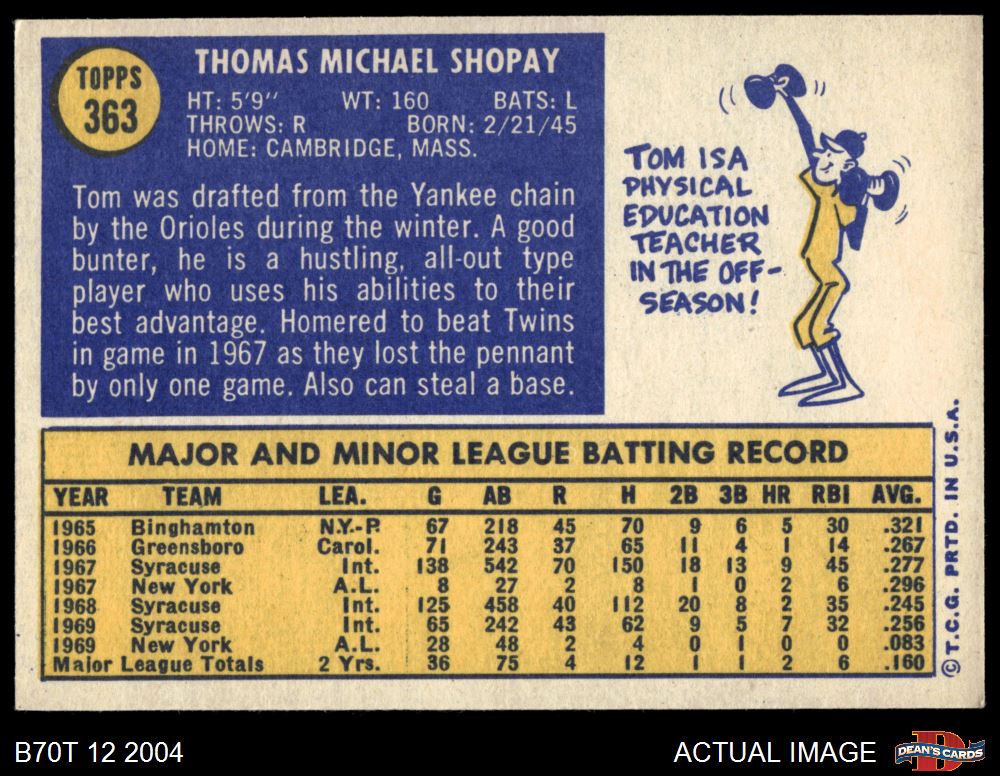 TOPPS
363
THOMAS MICHAEL SHOPAY
HT: 5'9" WT: 160 BATS: L
THROWS: R BORN: 2/21/45
HOME: CAMBRIDGE, MASS.
Tom was drafted from the Yankee chain
by the Orioles during the winter. A good
bunter, he is a hustling, all-out type
player who uses his abilities to their
best advantage. Homered to beat Twins
in game in 1967 as they lost the pennant
by only one game. Also can steal a base.
TOM IS A
PHYSICAL
EDUCATION
TEACHER
IN THE OFF-
SEASON!
MAJOR AND MINOR LEAGUE BATTING RECORD
YEAR TEAM LEA. G AB R H 2B 3B HR RBI AVG.
1965 Binghamton N.Y.-P. 67 218 45 70 9 6 5 30 .321
1966 Greensboro Carol. 71 243 37 65 11 4 1 14 .267
1967 Syracuse Int. 138 542 70 150 18 13 9 45 .277
1967 New York A.L. 8 27 2 8 1 0 2 6 .296
1968 Syracuse Int. 125 458 40 112 20 8 2 35 .245
1969 Syracuse Int. 65 242 43 62 9 5 7 32 .256
1969 New York A.L. 28 48 2 4 0 1 0 0 .083
Major League Totals 2 Yrs. 36 75 4 12 1 1 2 6 .160
© T.C.G. PRTD. IN U.S.A.
B70T 12 2004
ACTUAL IMAGE
DEAN'S CARDS